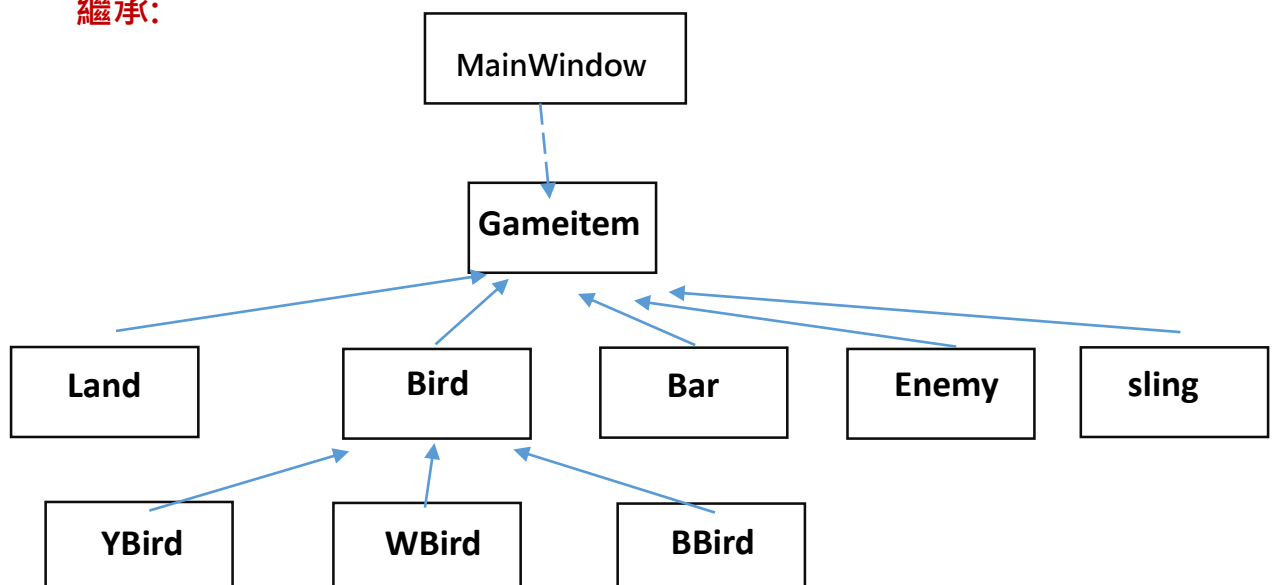 繼承:
MainWindow
Gameitem
Land
Bird
Bar
Enemy
sling
YBird
WBird
BBird